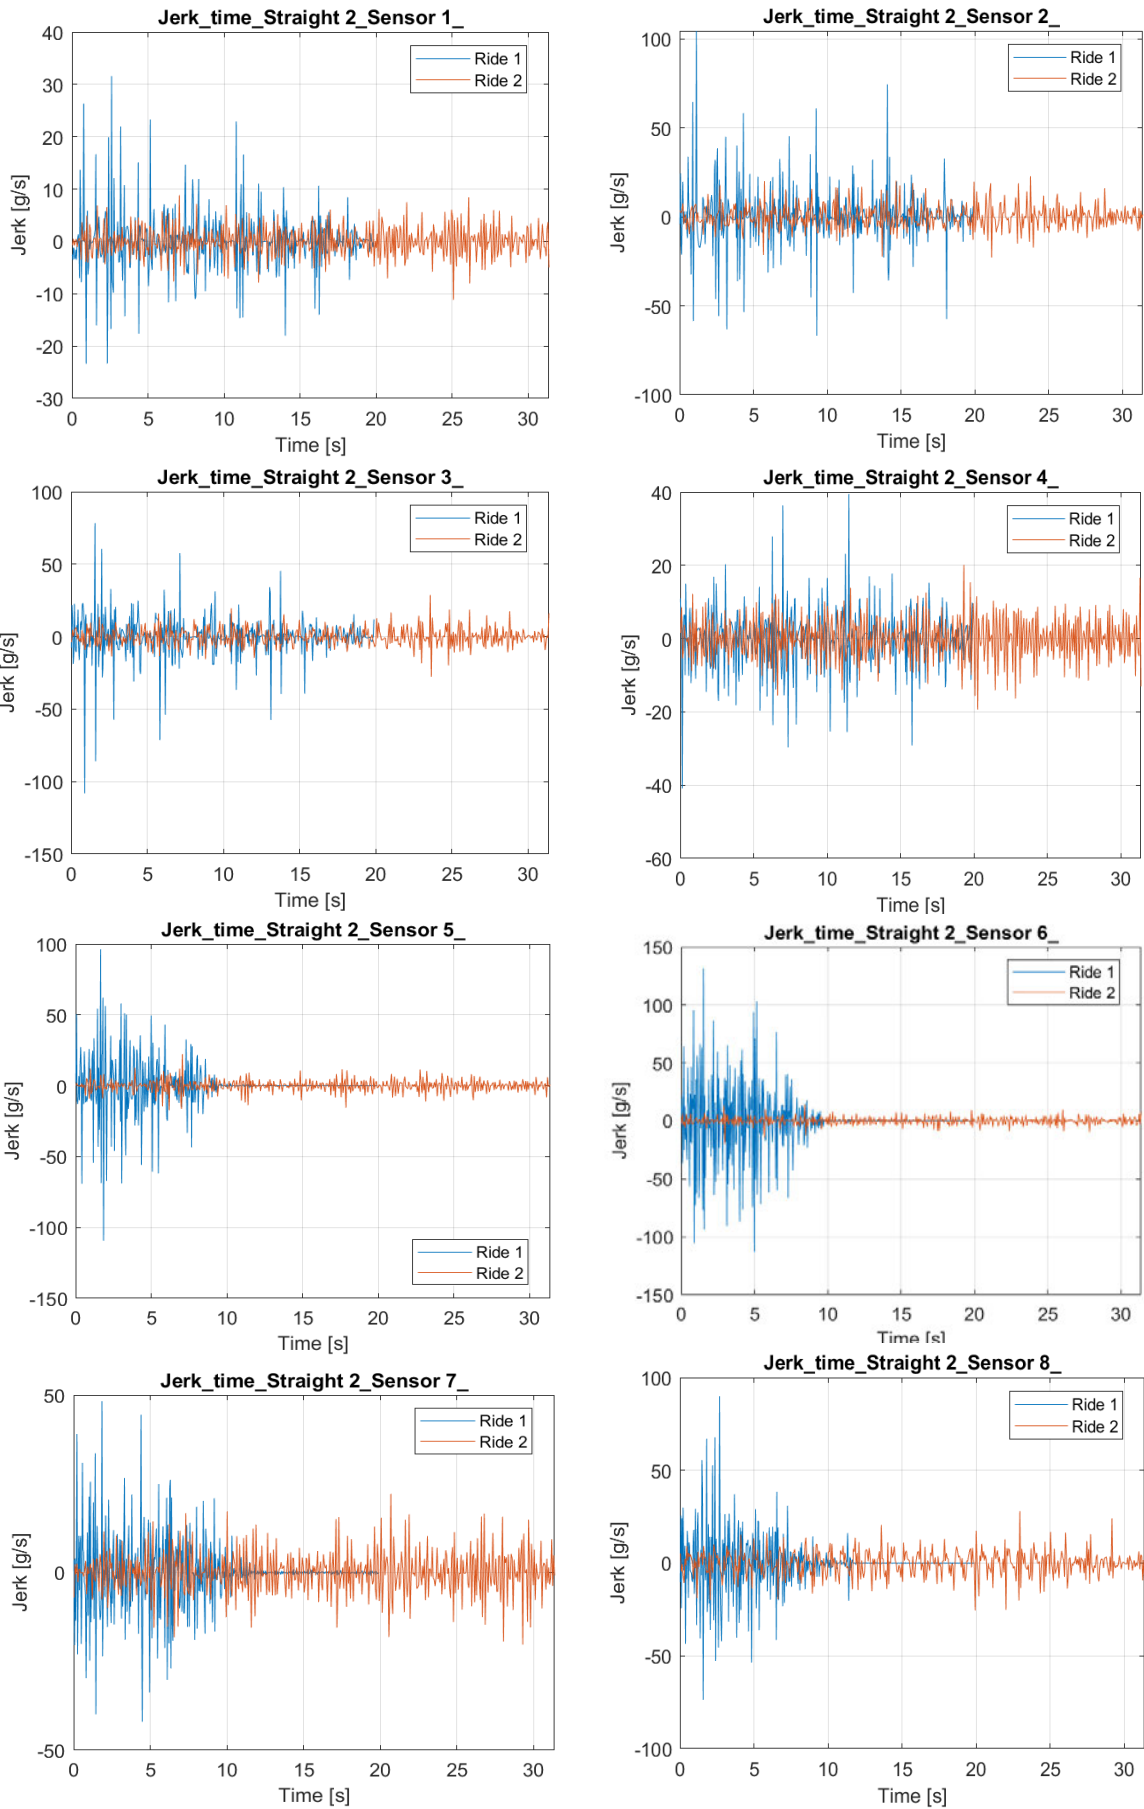 Jerk_time_Straight 2_Sensor 1_
40
30
20
10
0
-10
-20
-30
Jerk [g/s]
Ride 1
Ride 2
0 5 10 15 20 25 30
Time [s]
Jerk_time_Straight 2_Sensor 2_
100
50
0
-50
-100
Jerk [g/s]
Ride 1
Ride 2
0 5 10 15 20 25 30
Time [s]
Jerk_time_Straight 2_Sensor 3_
100
50
0
-50
-100
-150
Jerk [g/s]
Ride 1
Ride 2
0 5 10 15 20 25 30
Time [s]
Jerk_time_Straight 2_Sensor 4_
40
20
0
-20
-40
-60
Jerk [g/s]
Ride 1
Ride 2
0 5 10 15 20 25 30
Time [s]
Jerk_time_Straight 2_Sensor 5_
100
50
0
-50
-100
-150
Jerk [g/s]
Ride 1
Ride 2
0 5 10 15 20 25 30
Time [s]
Jerk_time_Straight 2_Sensor 6_
150
100
50
0
-50
-100
-150
Jerk [g/s]
Ride 1
Ride 2
0 5 10 15 20 25 30
Time [s]
Jerk_time_Straight 2_Sensor 7_
50
0
-50
Jerk [g/s]
Ride 1
Ride 2
0 5 10 15 20 25 30
Time [s]
Jerk_time_Straight 2_Sensor 8_
100
50
0
-50
-100
Jerk [g/s]
Ride 1
Ride 2
0 5 10 15 20 25 30
Time [s]